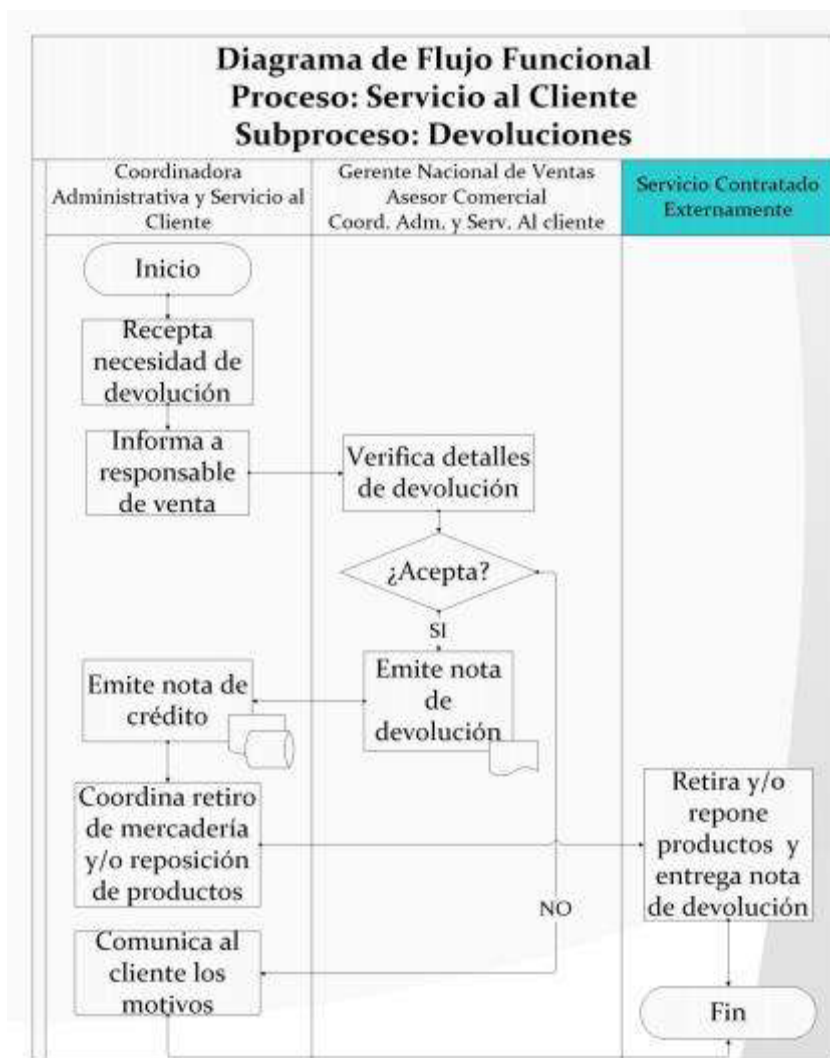 Diagrama de Flujo Funcional
Proceso: Servicio al Cliente
Subproceso: Devoluciones
Coordinadora
Administrativa y Servicio al
Cliente
Gerente Nacional de Ventas
Asesor Comercial
Coord. Adm. y Serv. Al cliente
Servicio Contratado
Externamente
Inicio
Recepta
necesidad de
devolución
Informa a
responsable
de venta
Verifica detalles
de devolución
¿Acepta?
SI
Emite nota
de
devolución
Emite nota de
crédito
Coordina retiro
de mercadería
y/o reposición
de productos
Retira y/o
repone
productos y
entrega nota
de devolución
NO
Comunica al
cliente los
motivos
Fin